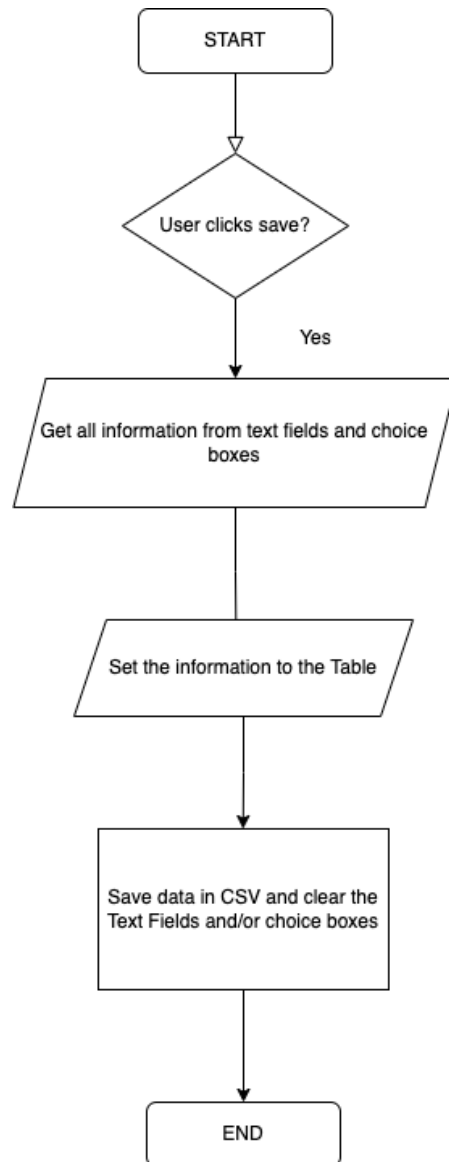 START
User clicks save?
Yes
Get all information from text fields and choice
boxes
Set the information to the Table
Save data in CSV and clear the
Text Fields and/or choice boxes
END